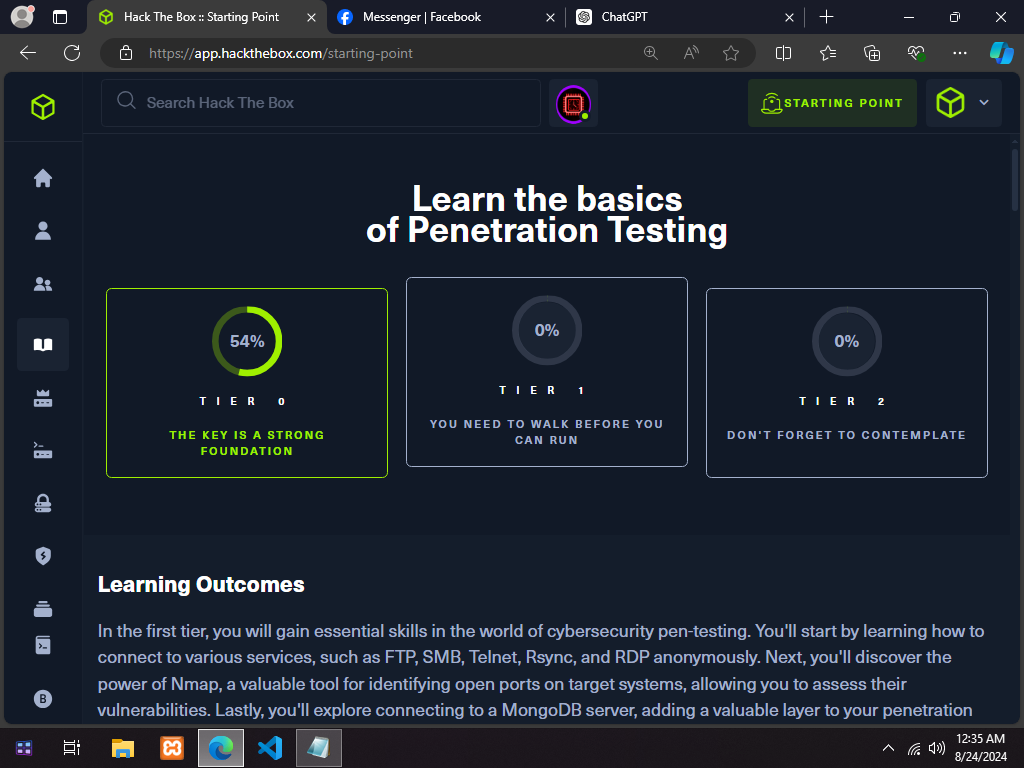 Hack The Box :: Starting Point
Messenger | Facebook
ChatGPT
https://app.hackthebox.com/starting-point
Search Hack The Box
STARTING POINT
Learn the basics
of Penetration Testing
54%
TIER 0
THE KEY IS A STRONG
FOUNDATION
0%
TIER 1
YOU NEED TO WALK BEFORE YOU
CAN RUN
0%
TIER 2
DON'T FORGET TO CONTEMPLATE
Learning Outcomes
In the first tier, you will gain essential skills in the world of cybersecurity pen-testing. You'll start by learning how to
connect to various services, such as FTP, SMB, Telnet, Rsync, and RDP anonymously. Next, you'll discover the
power of Nmap, a valuable tool for identifying open ports on target systems, allowing you to assess their
vulnerabilities. Lastly, you'll explore connecting to a MongoDB server, adding a valuable layer to your penetration
B
12:35 AM
8/24/2024